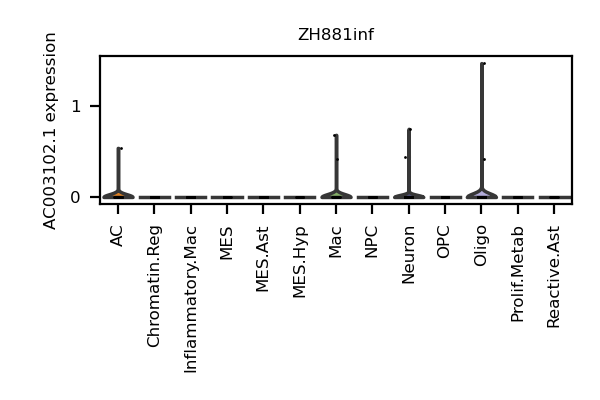 ZH881inf
AC003102.1 expression
1
0
AC
Chromatin.Reg
Inflammatory.Mac
MES
MES.Ast
MES.Hyp
Mac
NPC
Neuron
OPC
Oligo
Prolif.Metab
Reactive.Ast